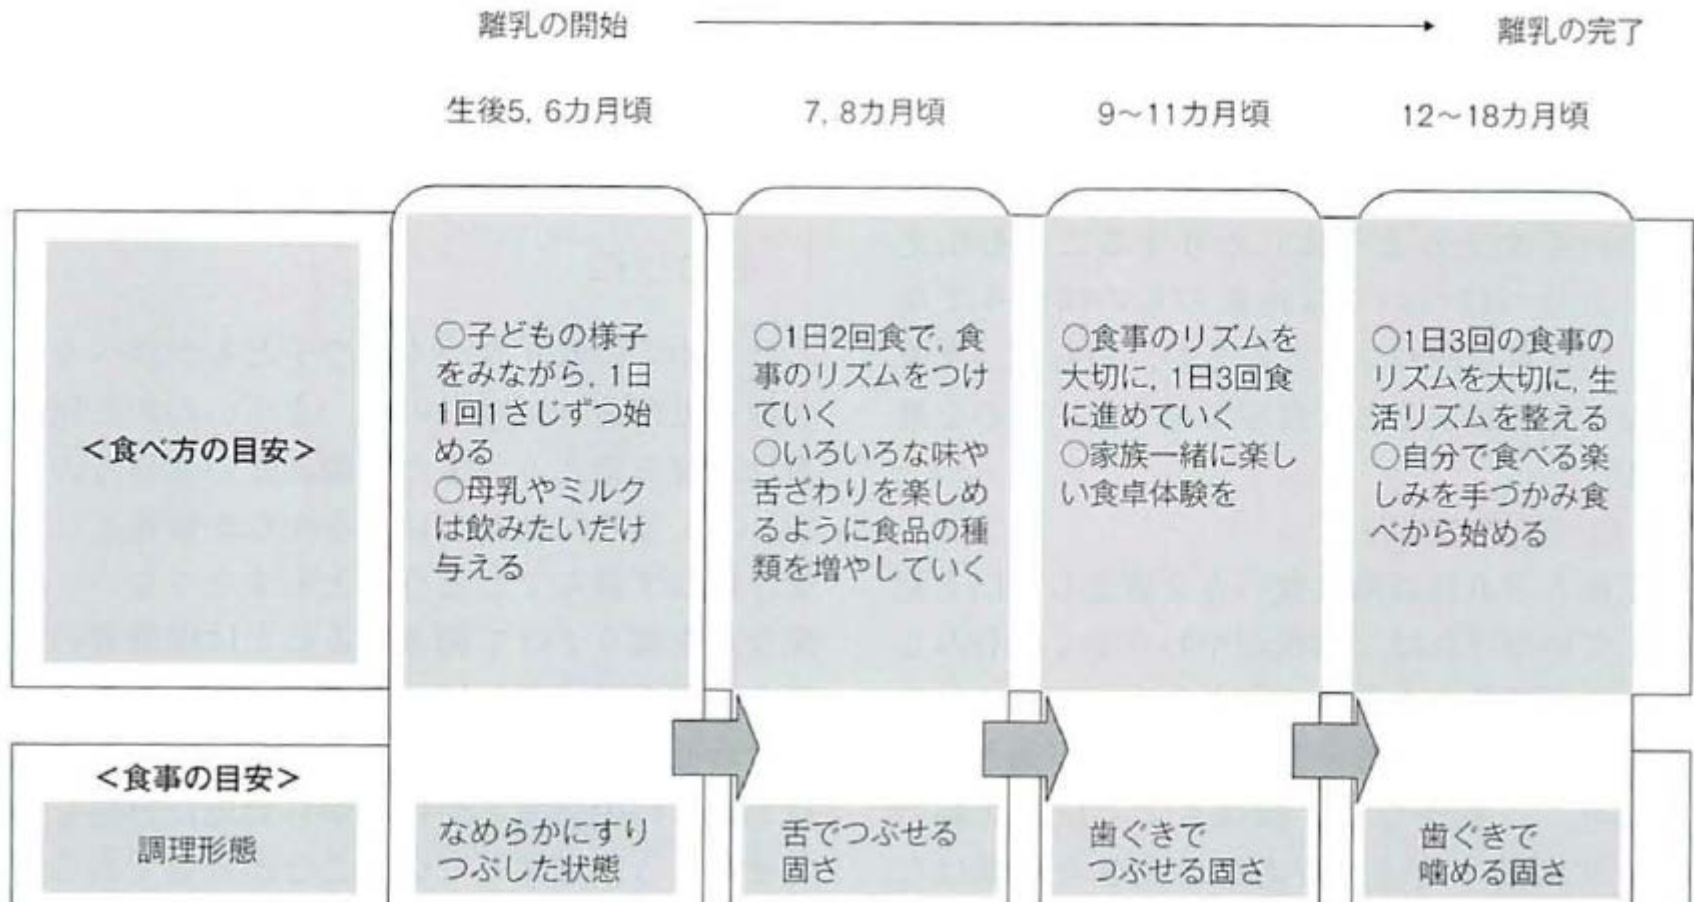 離乳の開始
離乳の完了
生後5, 6カ月頃
7, 8カ月頃
9〜11カ月頃
12〜18カ月頃
<食べ方の目安>
○子どもの様子
をみながら, 1日
1回1さじずつ始
める
○母乳やミルク
は飲みたいだけ
与える
○1日2回食で, 食
事のリズムをつけ
ていく
○いろいろな味や
舌ざわりを楽しめ
るように食品の種
類を増やしていく
○食事のリズムを
大切に, 1日3回食
に進めていく
○家族一緒に楽し
い食卓体験を
○1日3回の食事の
リズムを大切に, 生
活リズムを整える
○自分で食べる楽
しみを手づかみ食
べから始める
<食事の目安>
調理形態
なめらかにすり
つぶした状態
舌でつぶせる
固さ
歯ぐきで
つぶせる固さ
歯ぐきで
噛める固さ